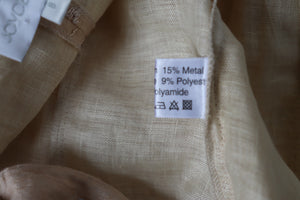 15% Metal
9% Polyest
olyamide